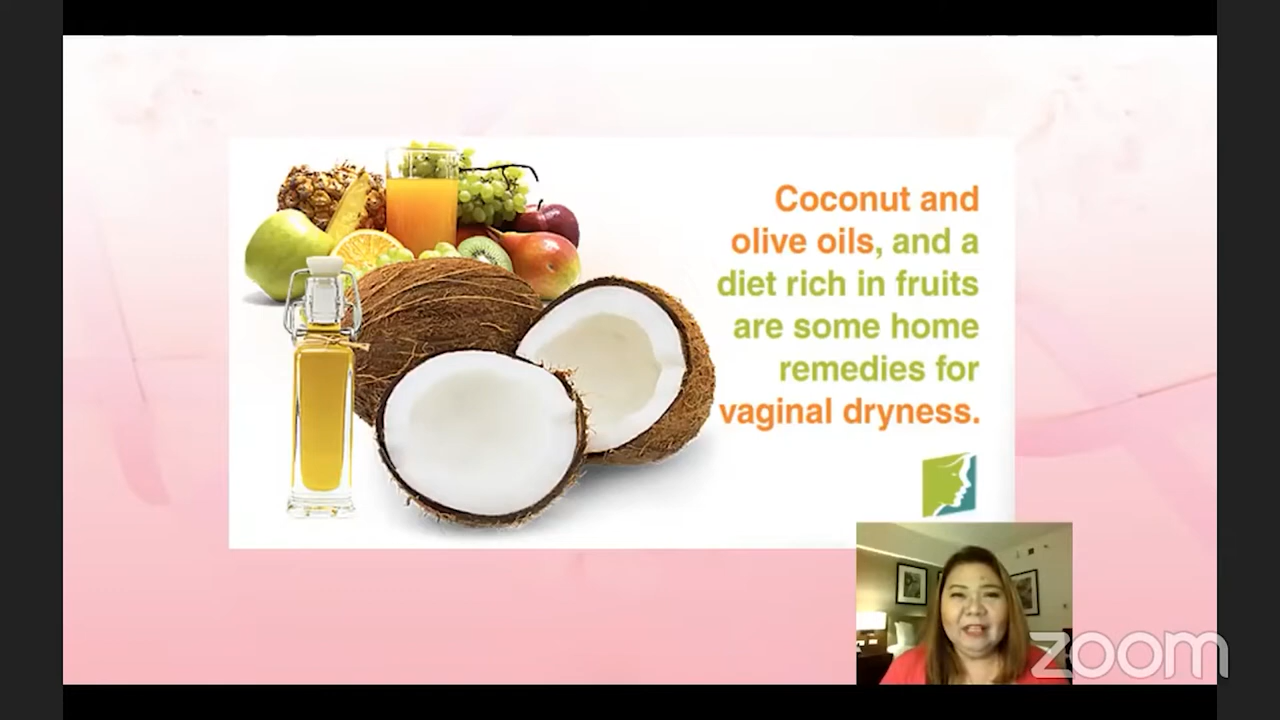 Coconut and
olive oils, and a
diet rich in fruits
are some home
remedies for
vaginal dryness.
zoom